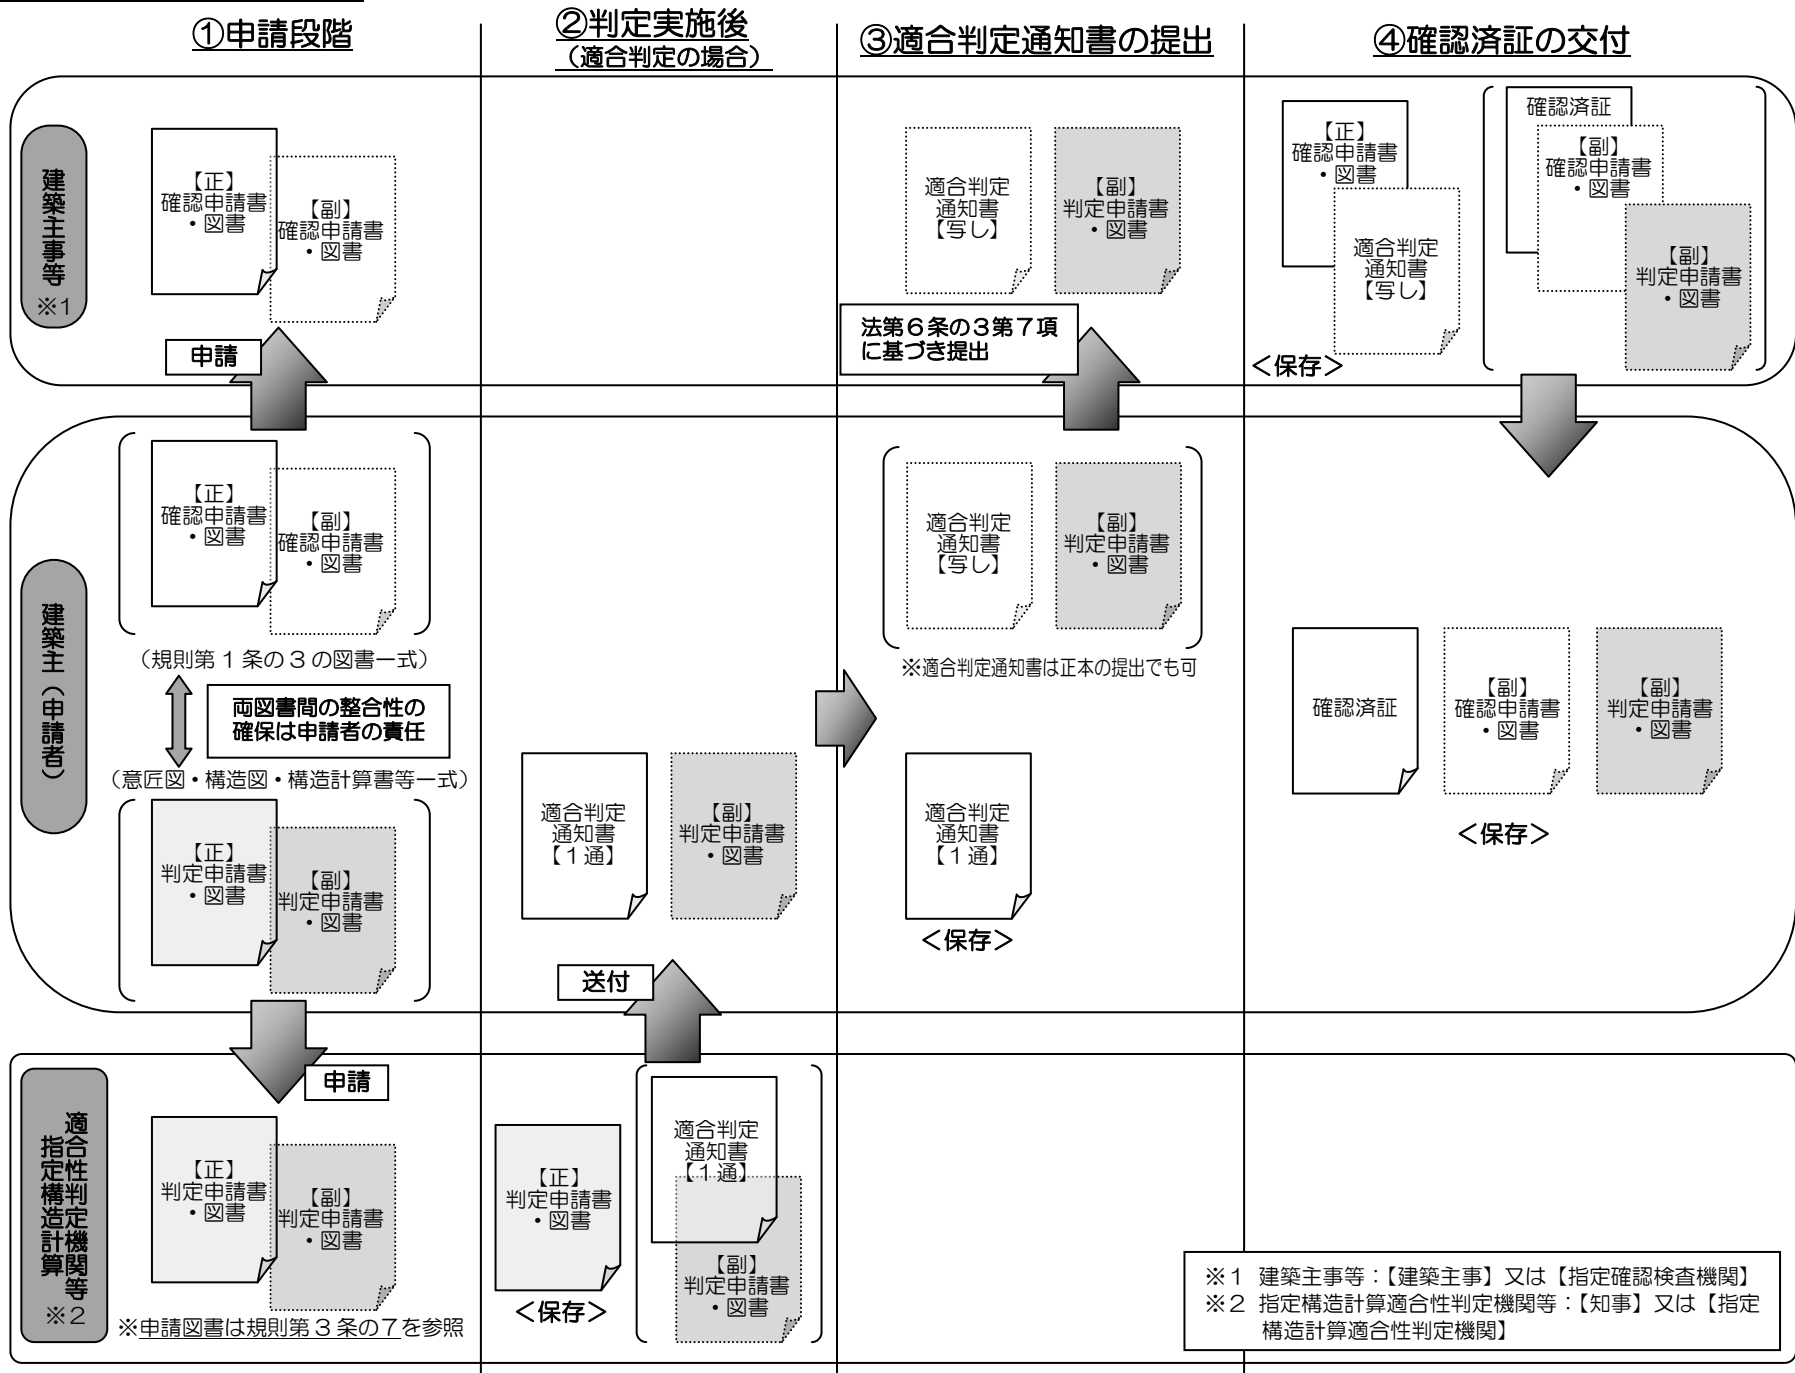 ①申請段階
②判定実施後
（適合判定の場合）
③適合判定通知書の提出
④確認済証の交付
建築主事等
※1
【正】
確認申請書
・図書
【副】
確認申請書
・図書
申請
適合判定
通知書
【写し】
【副】
判定申請書
・図書
法第６条の３第７項
に基づき提出
【正】
確認申請書
・図書
適合判定
通知書
【写し】
＜保存＞
確認済証
【副】
確認申請書
・図書
【副】
判定申請書
・図書
建築主（申請者）
【正】
確認申請書
・図書
【副】
確認申請書
・図書
（規則第１条の３の図書一式）
両図書間の整合性の
確保は申請者の責任
（意匠図・構造図・構造計算書等一式）
【正】
判定申請書
・図書
【副】
判定申請書
・図書
適合判定
通知書
【１通】
【副】
判定申請書
・図書
送付
適合判定
通知書
【写し】
【副】
判定申請書
・図書
※適合判定通知書は正本の提出でも可
適合判定
通知書
【１通】
＜保存＞
確認済証
【副】
確認申請書
・図書
【副】
判定申請書
・図書
＜保存＞
申請
指定構造計算
適合性判定機関等
※2
【正】
判定申請書
・図書
【副】
判定申請書
・図書
※申請図書は規則第３条の７を参照
【正】
判定申請書
・図書
＜保存＞
適合判定
通知書
【１通】
【副】
判定申請書
・図書
※１ 建築主事等：【建築主事】又は【指定確認検査機関】
※２ 指定構造計算適合性判定機関等：【知事】又は【指定
構造計算適合性判定機関】